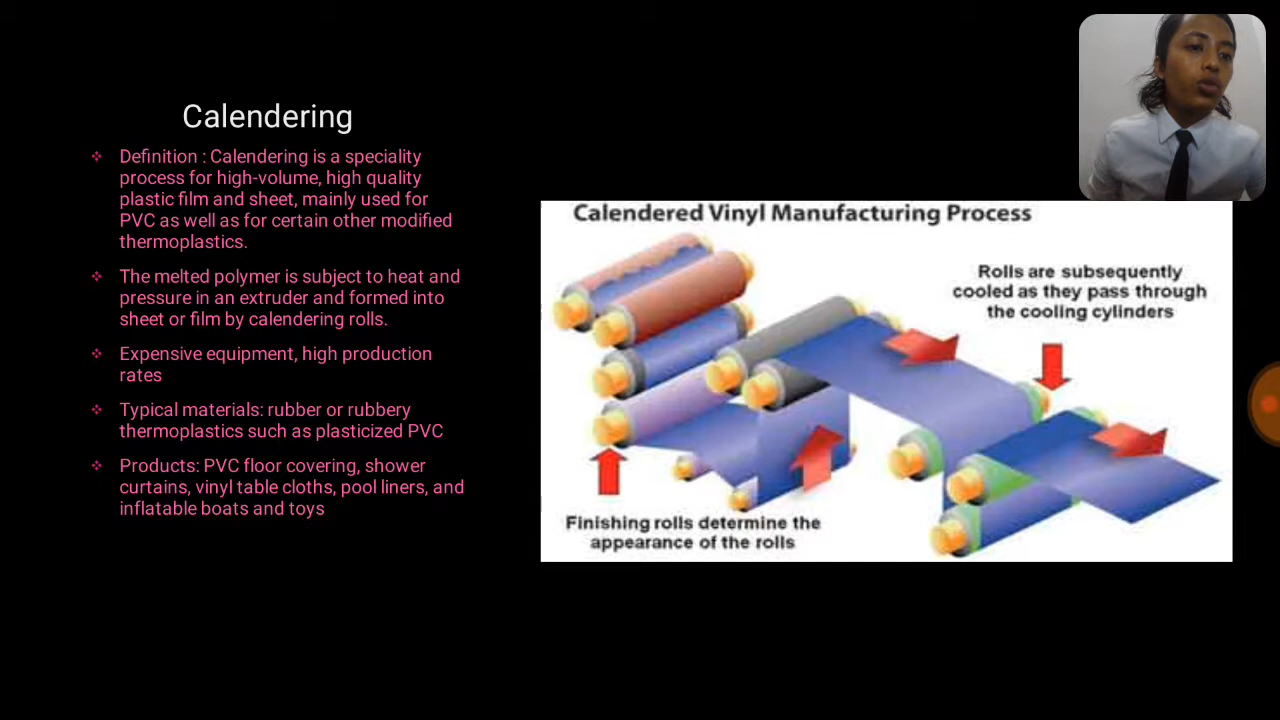 Calendering
Definition : Calendering is a speciality
process for high-volume, high quality
plastic film and sheet, mainly used for
PVC as well as for certain other modified
thermoplastics.
The melted polymer is subject to heat and
pressure in an extruder and formed into
sheet or film by calendering rolls.
Expensive equipment, high production
rates
Typical materials: rubber or rubbery
thermoplastics such as plasticized PVC
Products: PVC floor covering, shower
curtains, vinyl table cloths, pool liners, and
inflatable boats and toys
Calendered Vinyl Manufacturing Process
Rolls are subsequently
cooled as they pass through
the cooling cylinders
Finishing rolls determine the
appearance of the rolls